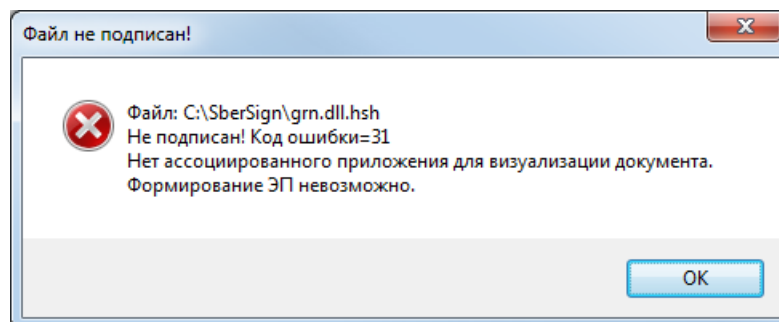 Файл не подписан!
Файл: C:\SberSign\grn.dll.hsh
Не подписан! Код ошибки=31
Нет ассоциированного приложения для визуализации документа.
Формирование ЭП невозможно.
OK